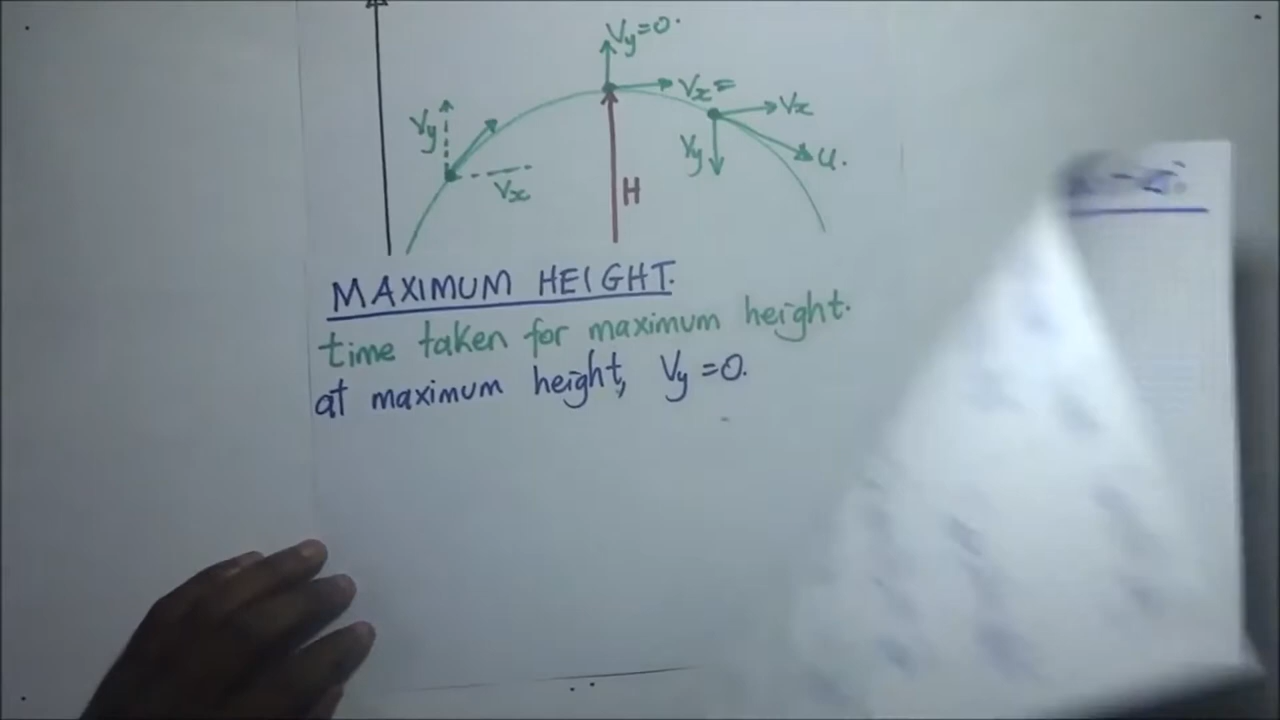 Vy=0.
Vx=
Vx
Vy
Vx
Vy
u.
H
MAXIMUM HEIGHT.
time taken for maximum height.
at maximum height, Vy =0.